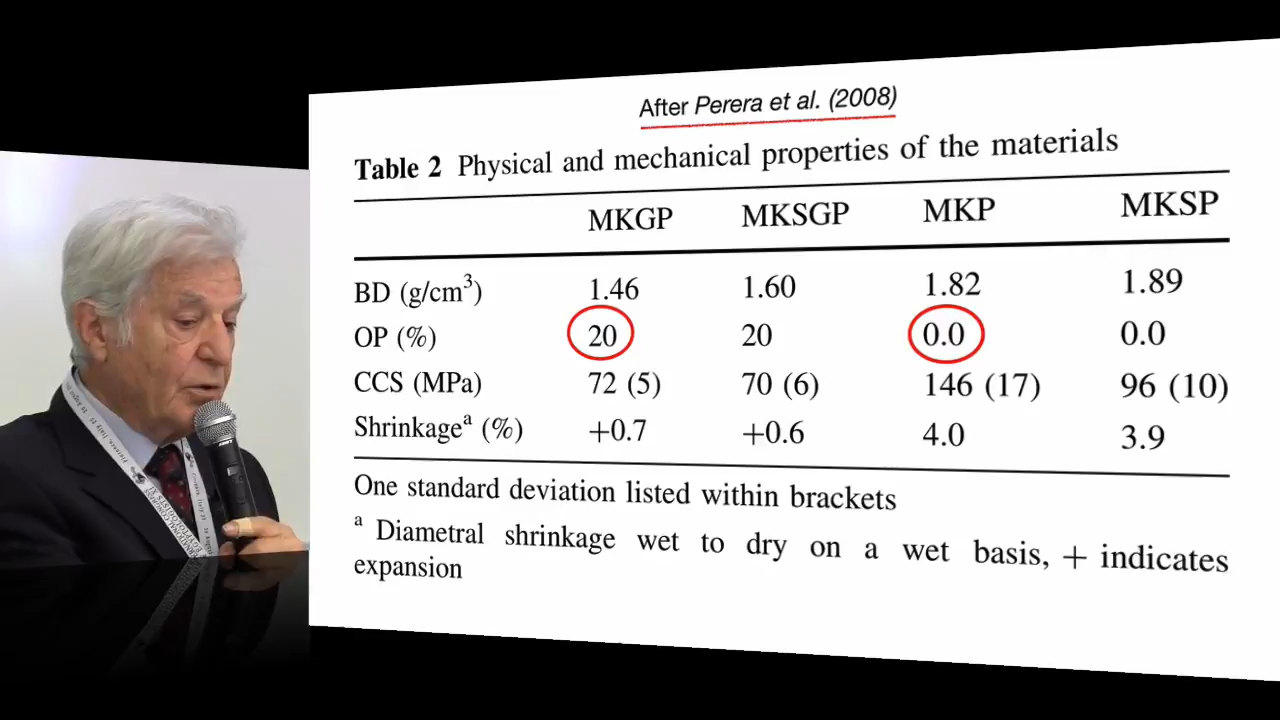 After Perera et al. (2008)
Table 2 Physical and mechanical properties of the materials
MKGP MKSGP MKP MKSP
BD (g/cm³) 1.46 1.60 1.82 1.89
OP (%) 20 20 0.0 0.0
CCS (MPa) 72 (5) 70 (6) 146 (17) 96 (10)
Shrinkageᵃ (%) +0.7 +0.6 4.0 3.9
One standard deviation listed within brackets
ᵃ Diametral shrinkage wet to dry on a wet basis, + indicates
expansion